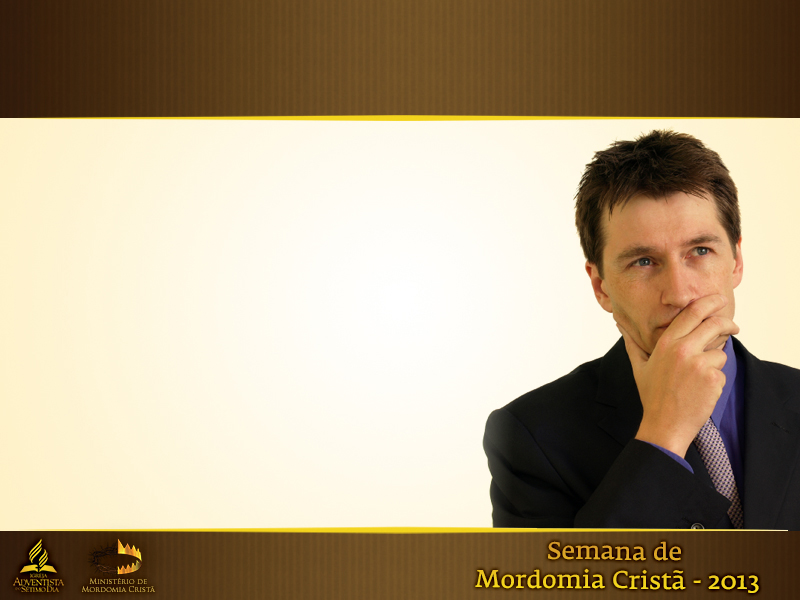 IGREJA
ADVENTISTA
DO SÉTIMO DIA
MINISTÉRIO DE
MORDOMIA CRISTÃ
Semana de
Mordomia Cristã - 2013